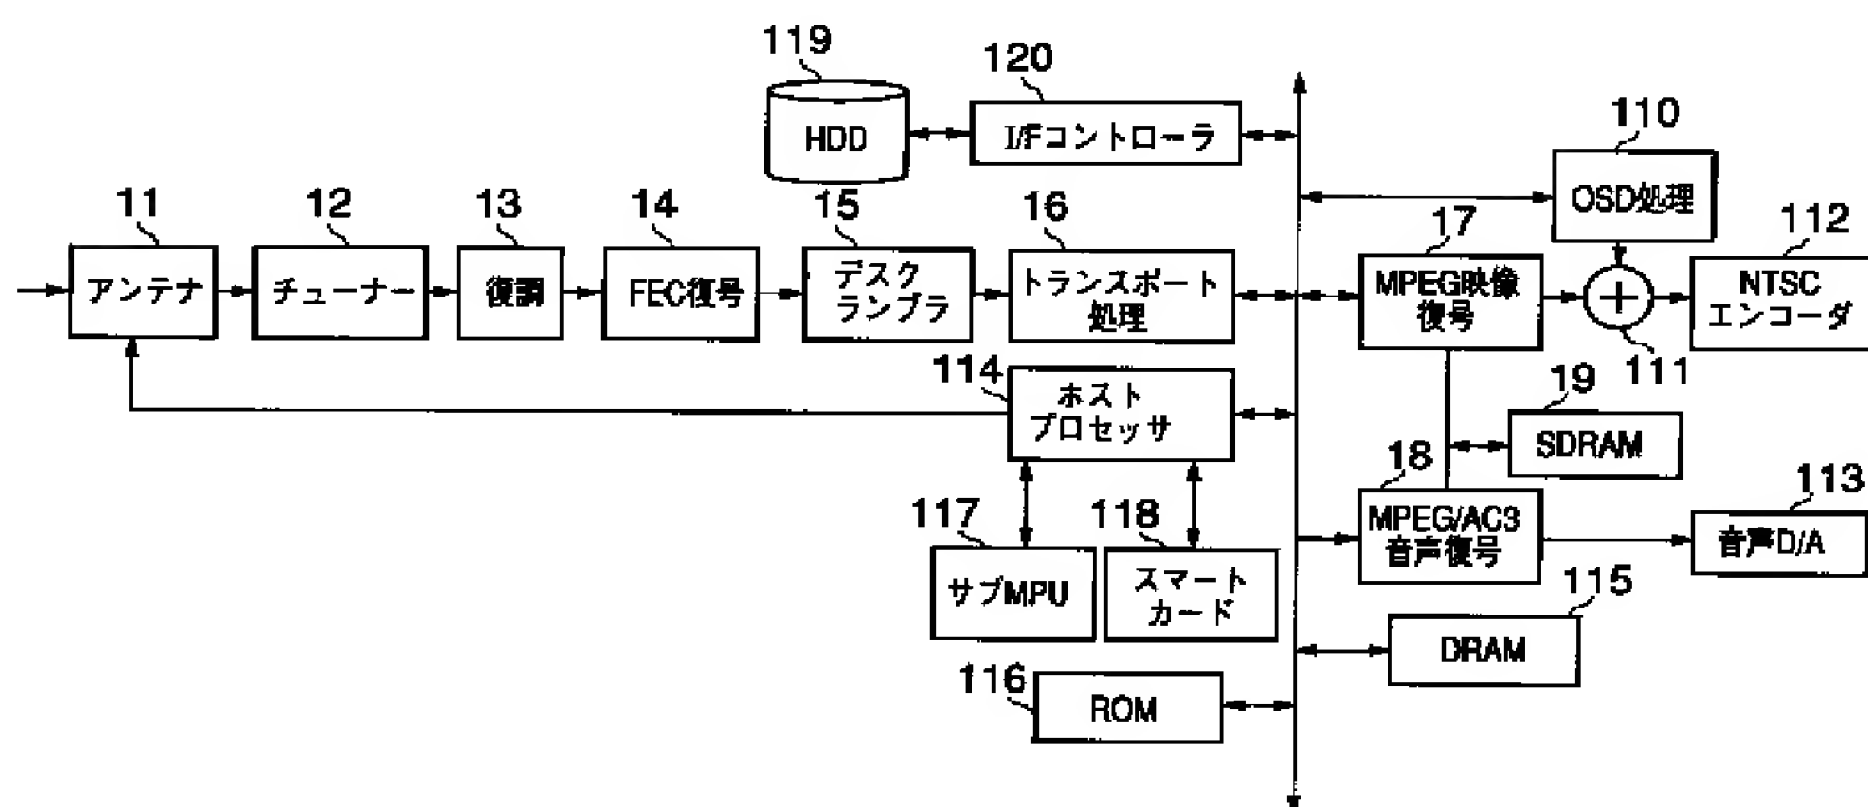 119
HDD
120
I/Fコントローラ
110
OSD処理
11
アンテナ
12
チューナー
13
復調
14
FEC復号
15
デスク
ランブラ
16
トランスポート
処理
17
MPEG映像
復号
111
112
NTSC
エンコーダ
114
ホスト
プロセッサ
19
SDRAM
18
MPEG/AC3
音声復号
113
音声D/A
117
サブMPU
118
スマート
カード
115
DRAM
116
ROM